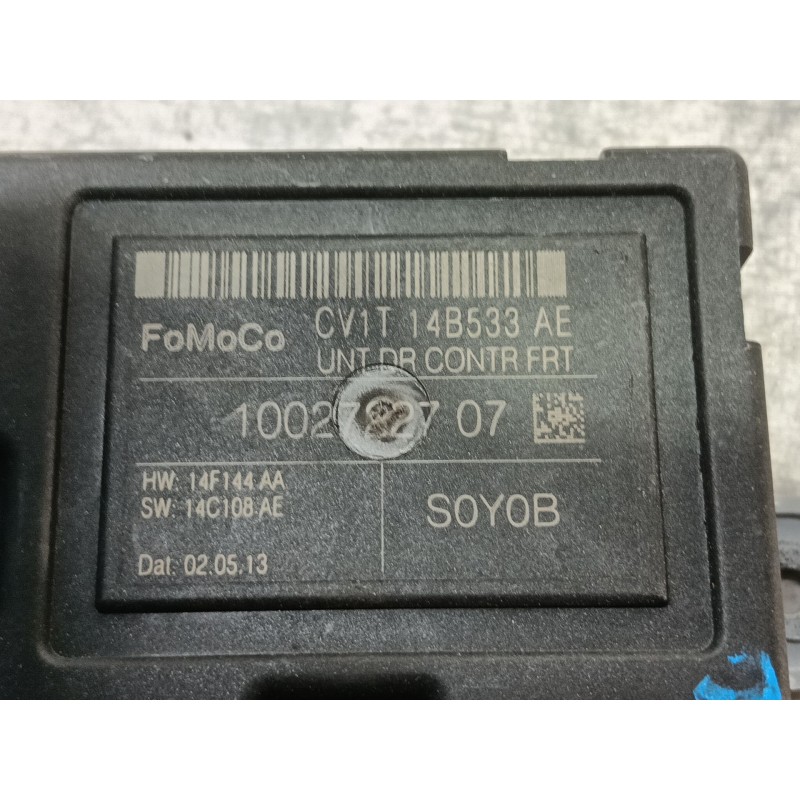 FoMoCo CV1T 14B533 AE
UNT DR CONTR FRT
07
HW: 14F144 AA
SW: 14C108 AE
S0Y0B
Dat: 02.05.13